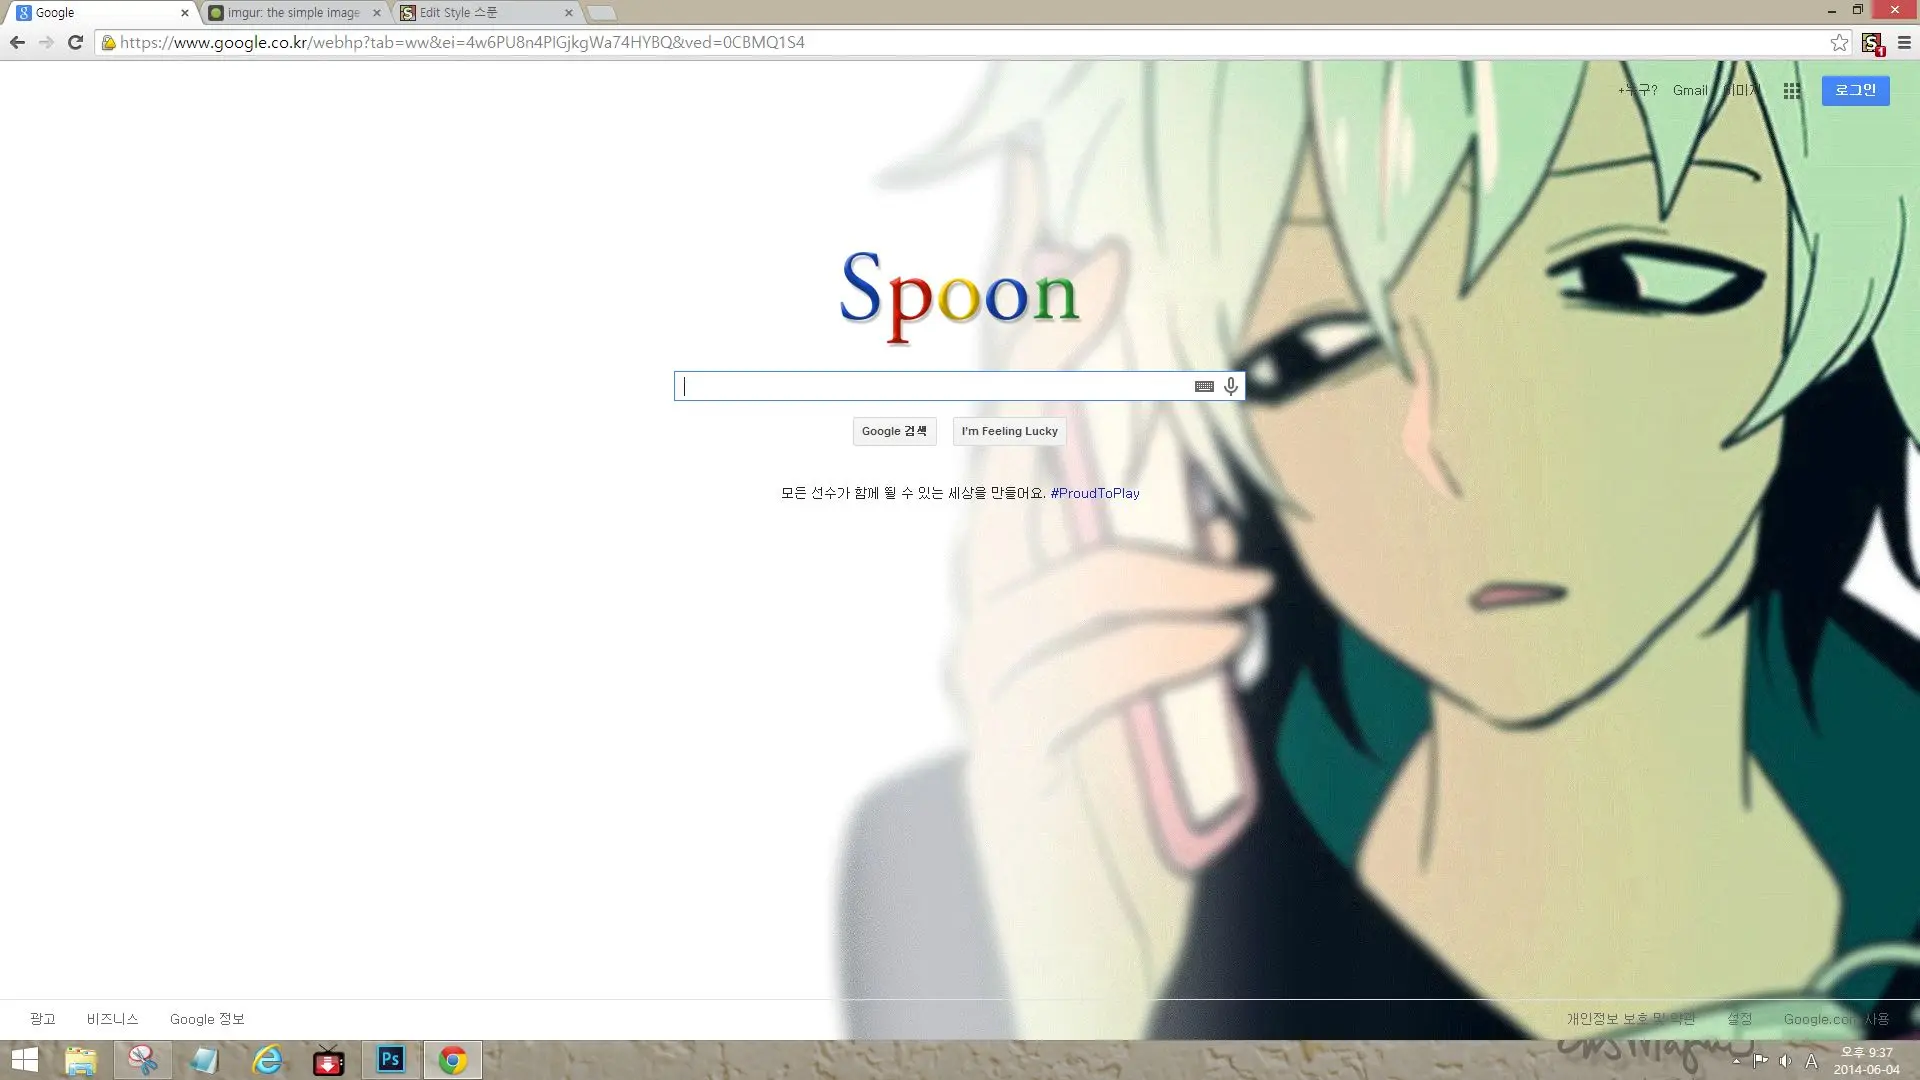 Google
imgur: the simple image
Edit Style 스푼
https://www.google.co.kr/webhp?tab=ww&ei=4w6PU8n4PIGjkgWa74HYBQ&ved=0CBMQ1S4
+누구? Gmail 이미지
로그인
Spoon
Google 검색 I'm Feeling Lucky
모든 선수가 함께 뛸 수 있는 세상을 만들어요. #ProudToPlay
광고 비즈니스 Google 정보
개인정보 보호 및 약관 설정 Google.com 사용
Ps
A
오후 9:37
2014-06-04